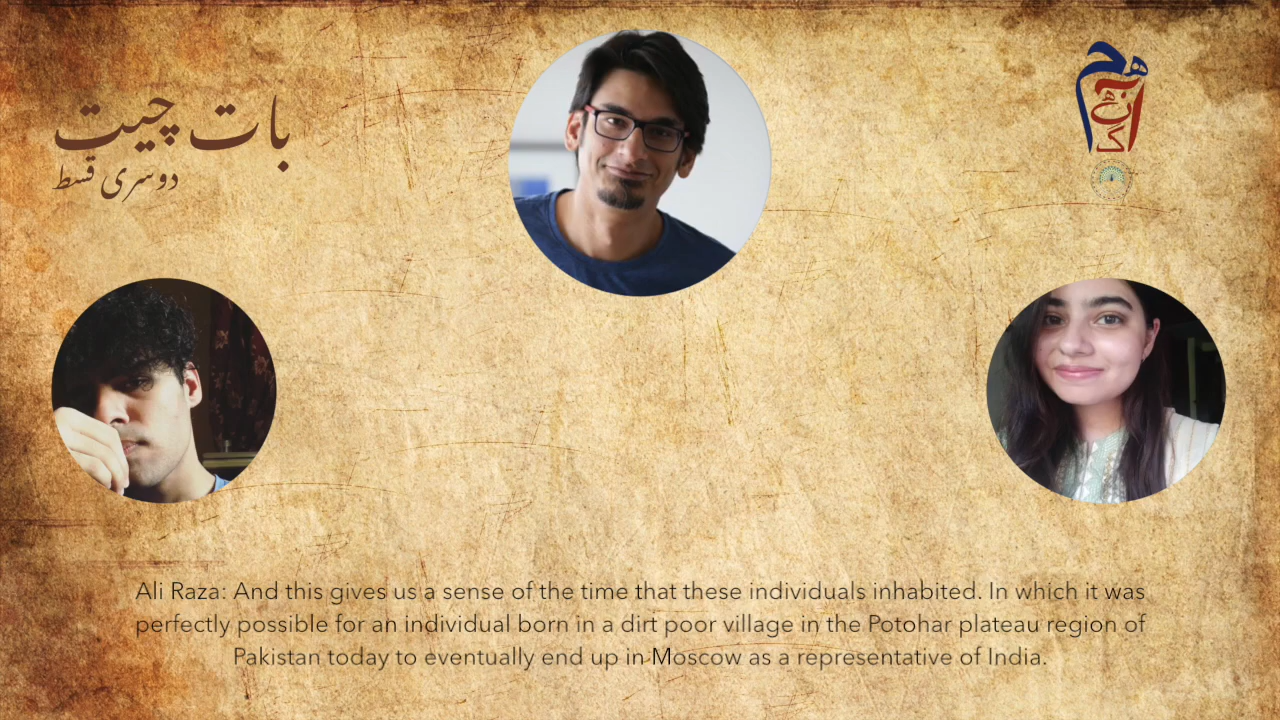 بات چیت
دوسری قسط
Ali Raza: And this gives us a sense of the time that these individuals inhabited. In which it was
perfectly possible for an individual born in a dirt poor village in the Potohar plateau region of
Pakistan today to eventually end up in Moscow as a representative of India.